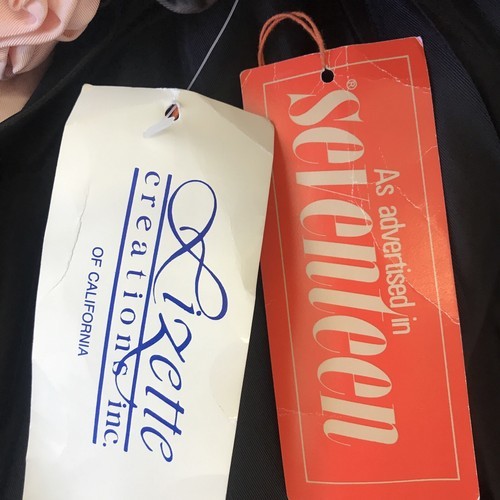 Lizette
creations, inc.
OF CALIFORNIA
As advertised in
seventeen®